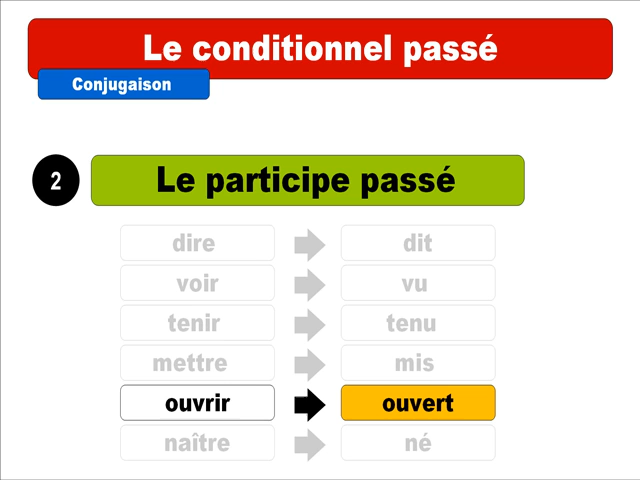 Le conditionnel passé
Conjugaison
2 Le participe passé
dire dit
voir vu
tenir tenu
mettre mis
ouvrir ouvert
naître né